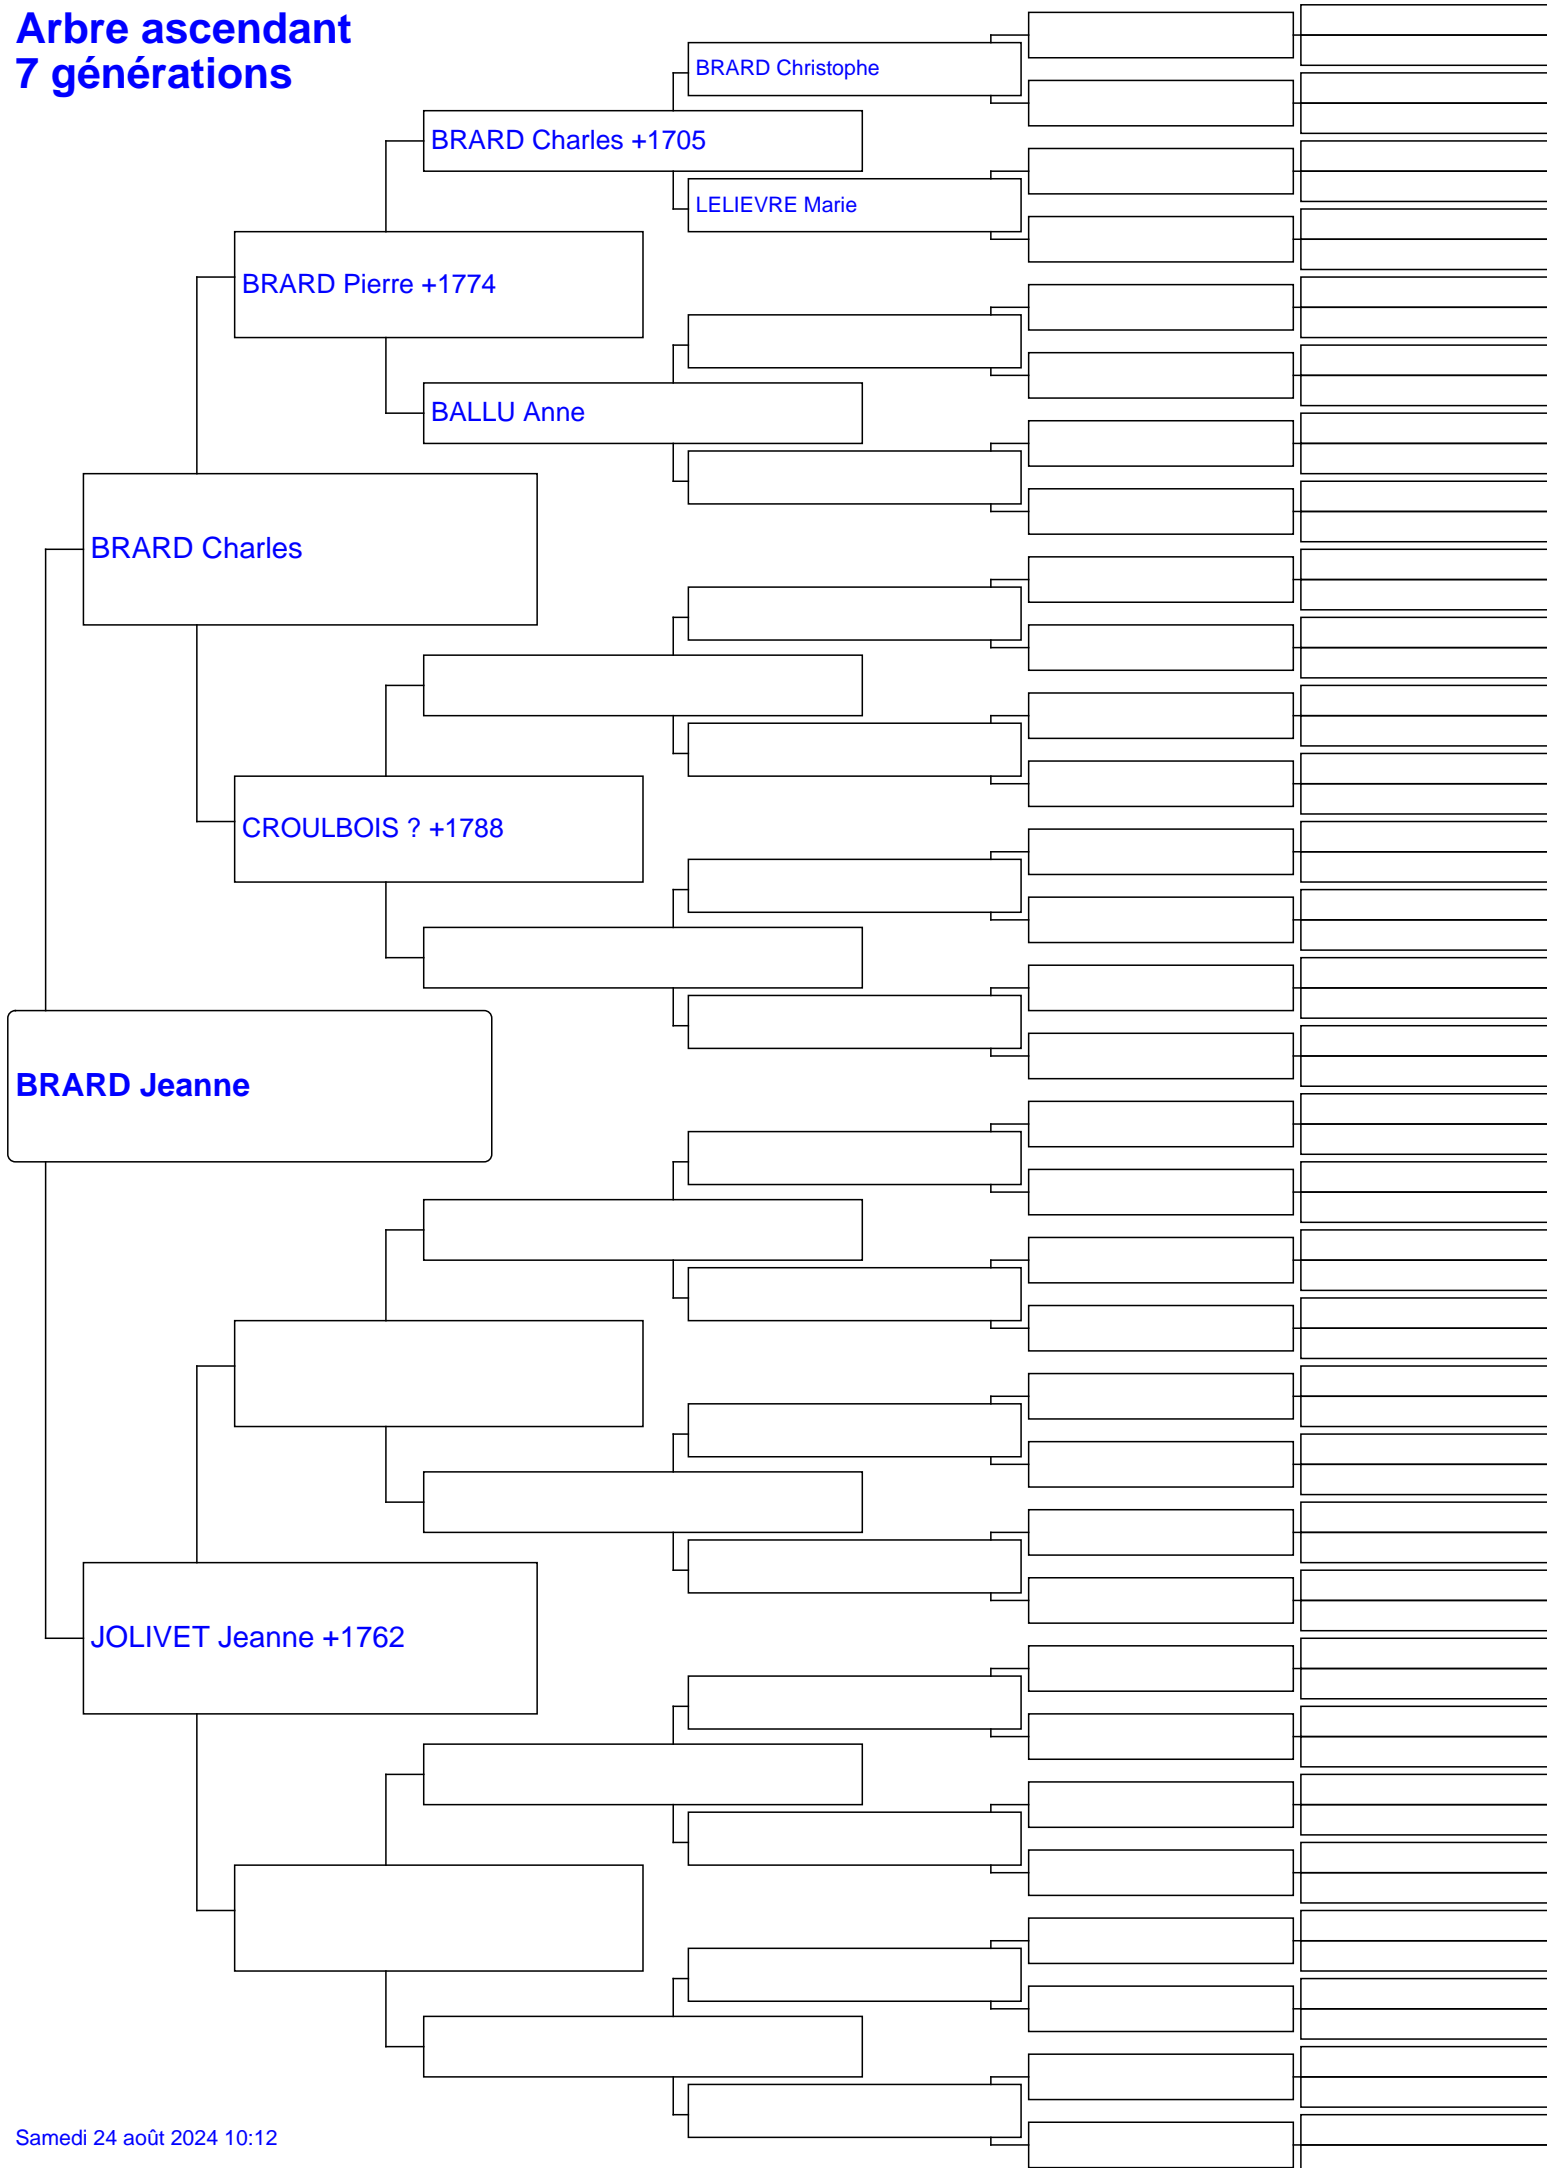 Arbre ascendant
7 générations
BRARD Christophe
BRARD Charles +1705
LELIEVRE Marie
BRARD Pierre +1774
BALLU Anne
BRARD Charles
CROULBOIS ? +1788
BRARD Jeanne
JOLIVET Jeanne +1762
Samedi 24 août 2024 10:12